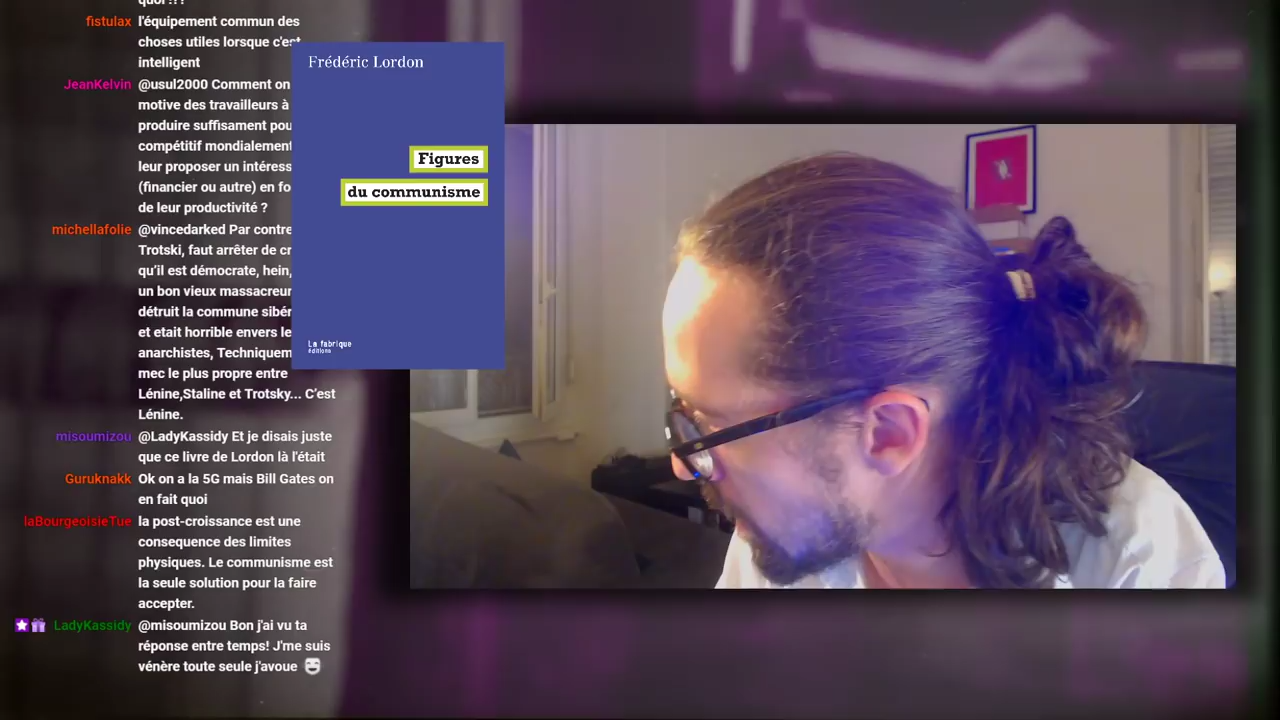 quoi !??
fistulax l'équipement commun des
choses utiles lorsque c'est
intelligent
JeanKelvin @usul2000 Comment on
motive des travailleurs à
produire suffisament pou
compétitif mondialement
leur proposer un intéress
(financier ou autre) en fo
de leur productivité ?
michellafolie @vincedarked Par contre
Trotski, faut arrêter de cr
qu'il est démocrate, hein,
un bon vieux massacreur
détruit la commune sibér
et etait horrible envers le
anarchistes, Techniquem
mec le plus propre entre
Lénine,Staline et Trotsky... C'est
Lénine.
misoumizou @LadyKassidy Et je disais juste
que ce livre de Lordon là l'était
Guruknakk Ok on a la 5G mais Bill Gates on
en fait quoi
laBourgeoisieTue la post-croissance est une
consequence des limites
physiques. Le communisme est
la seule solution pour la faire
accepter.
LadyKassidy @misoumizou Bon j'ai vu ta
réponse entre temps! J'me suis
vénère toute seule j'avoue
Frédéric Lordon
Figures
du communisme
La fabrique
éditions